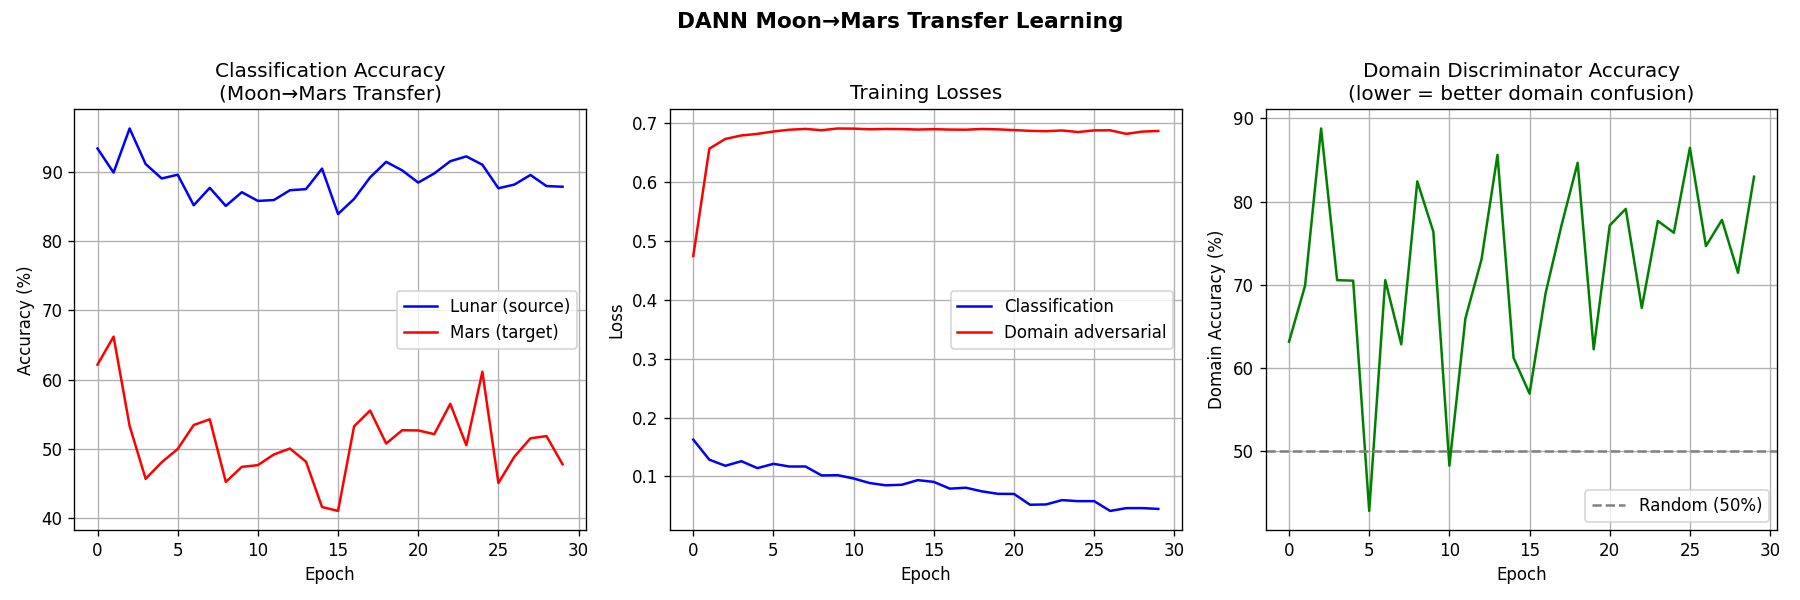 DANN Moon→Mars Transfer Learning
Classification Accuracy
(Moon→Mars Transfer)
Accuracy (%)
90
80
70
60
50
40
Lunar (source)
Mars (target)
0 5 10 15 20 25 30
Epoch
Training Losses
Loss
0.7
0.6
0.5
0.4
0.3
0.2
0.1
Classification
Domain adversarial
0 5 10 15 20 25 30
Epoch
Domain Discriminator Accuracy
(lower = better domain confusion)
Domain Accuracy (%)
90
80
70
60
50
Random (50%)
0 5 10 15 20 25 30
Epoch